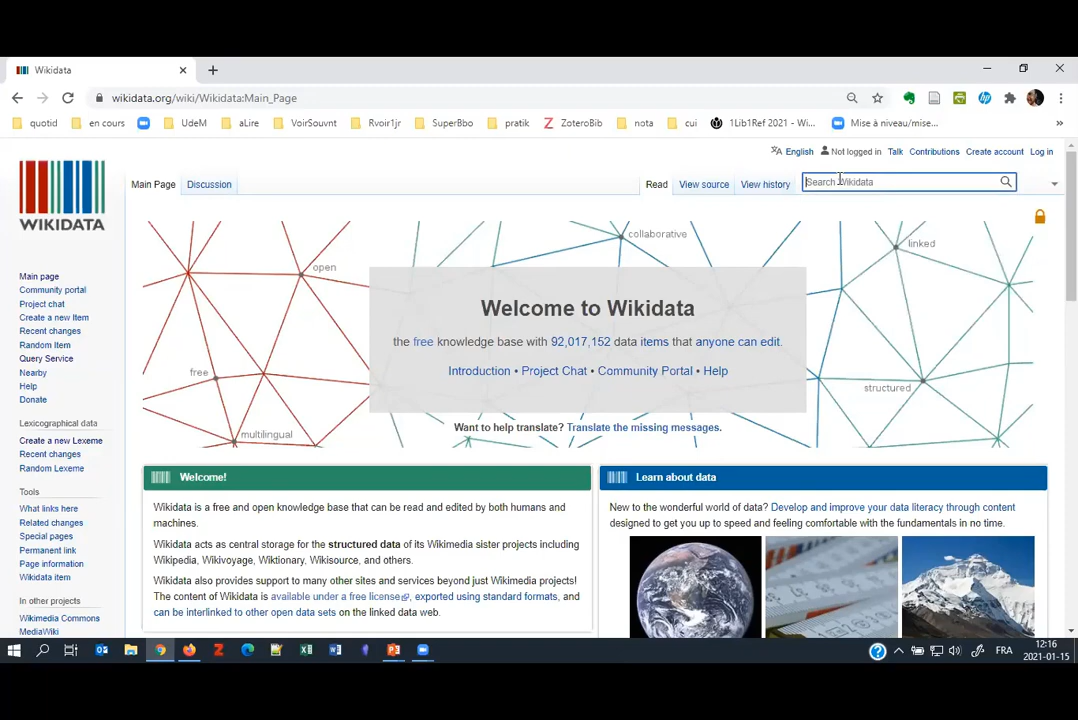 Wikidata
wikidata.org/wiki/Wikidata:Main_Page
quotid
en cours
UdeM
aLire
VoirSouvnt
Rvoir1jr
SuperBbo
pratik
ZoteroBib
nota
cui
1Lib1Ref 2021 - Wi...
Mise à niveau/mise...
»
English
Not logged in
Talk
Contributions
Create account
Log in
WIKIDATA
Main Page
Discussion
Read
View source
View history
Search Wikidata
Main page
Community portal
Project chat
Create a new Item
Recent changes
Random Item
Query Service
Nearby
Help
Donate
Lexicographical data
Create a new Lexeme
Recent changes
Random Lexeme
Tools
What links here
Related changes
Special pages
Permanent link
Page information
Wikidata item
In other projects
Wikimedia Commons
MediaWiki
open
collaborative
linked
free
structured
multilingual
Welcome to Wikidata
the free knowledge base with 92,017,152 data items that anyone can edit.
Introduction • Project Chat • Community Portal • Help
Want to help translate? Translate the missing messages.
Welcome!
Wikidata is a free and open knowledge base that can be read and edited by both humans and
machines.
Wikidata acts as central storage for the structured data of its Wikimedia sister projects including
Wikipedia, Wikivoyage, Wiktionary, Wikisource, and others.
Wikidata also provides support to many other sites and services beyond just Wikimedia projects!
The content of Wikidata is available under a free license, exported using standard formats, and
can be interlinked to other open data sets on the linked data web.
Learn about data
New to the wonderful world of data? Develop and improve your data literacy through content
designed to get you up to speed and feeling comfortable with the fundamentals in no time.
FRA
12:16
2021-01-15